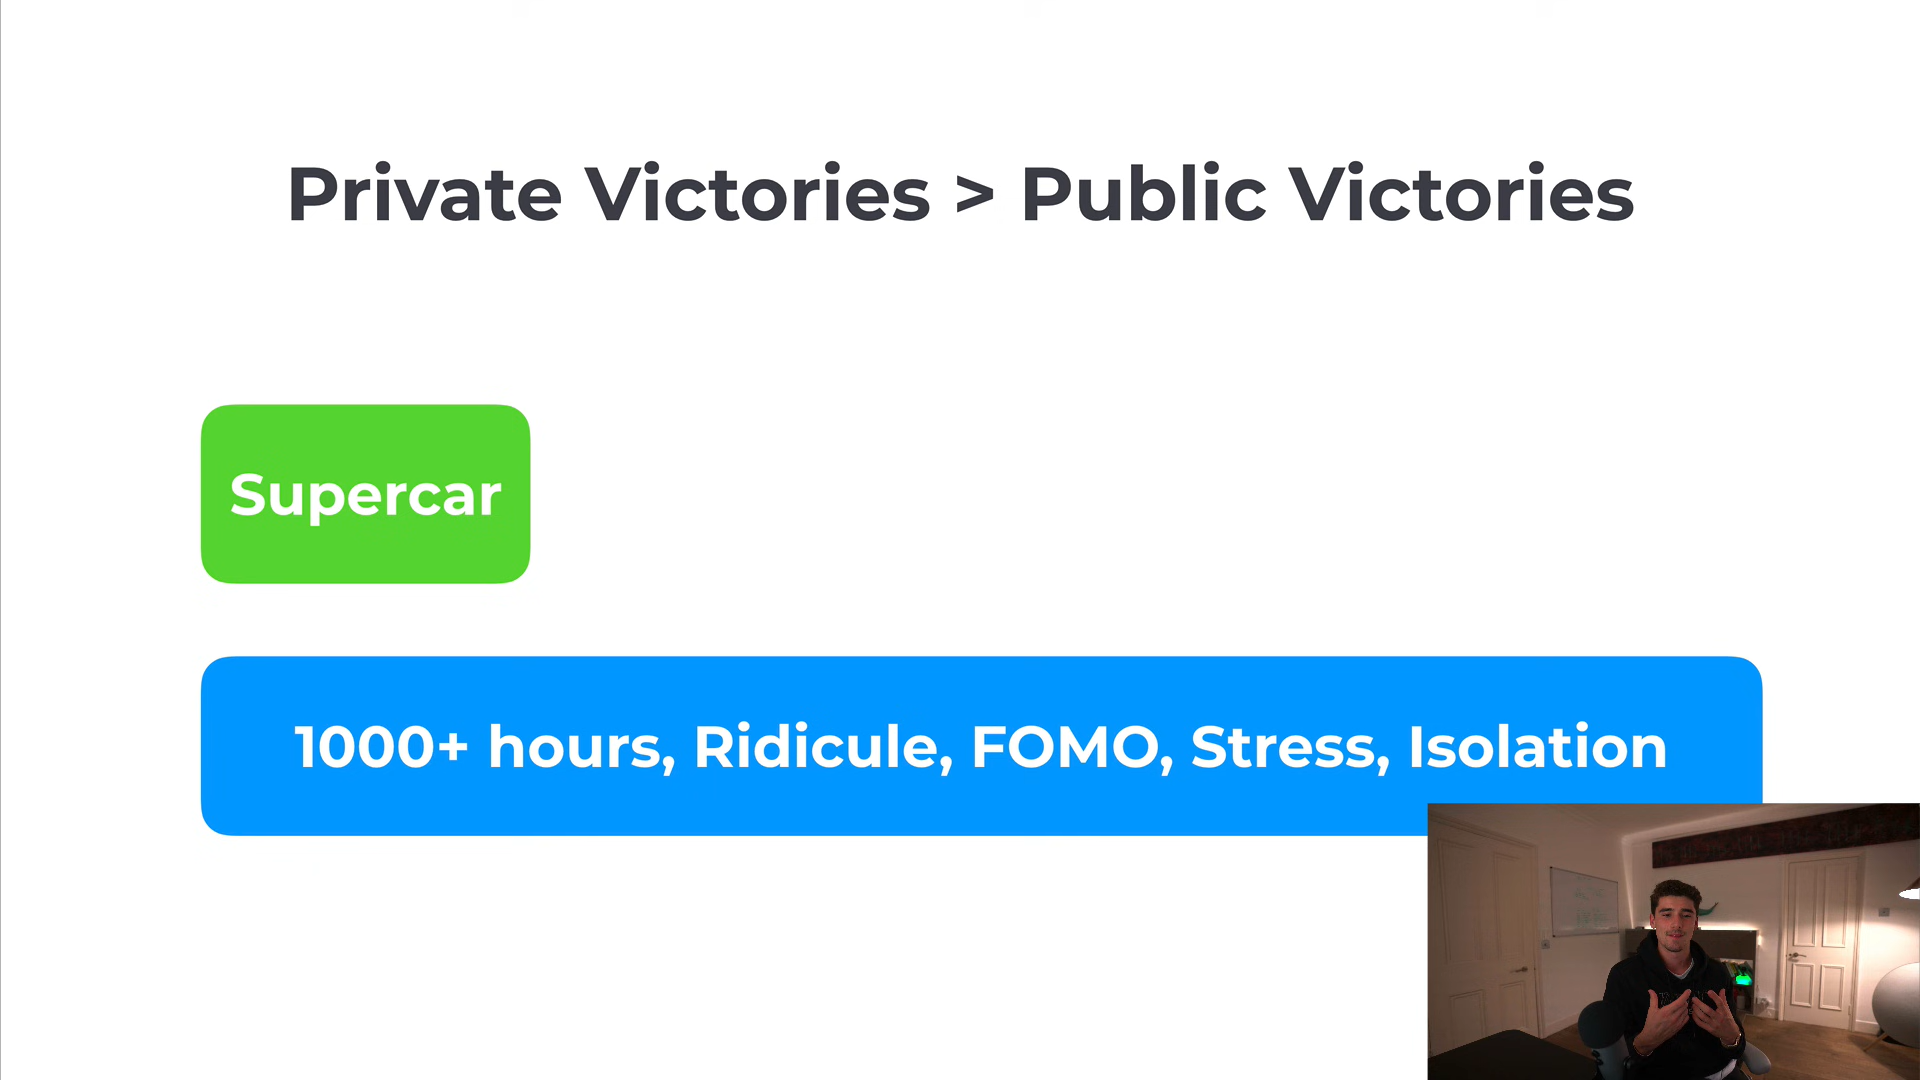 Private Victories > Public Victories
Supercar
1000+ hours, Ridicule, FOMO, Stress, Isolation